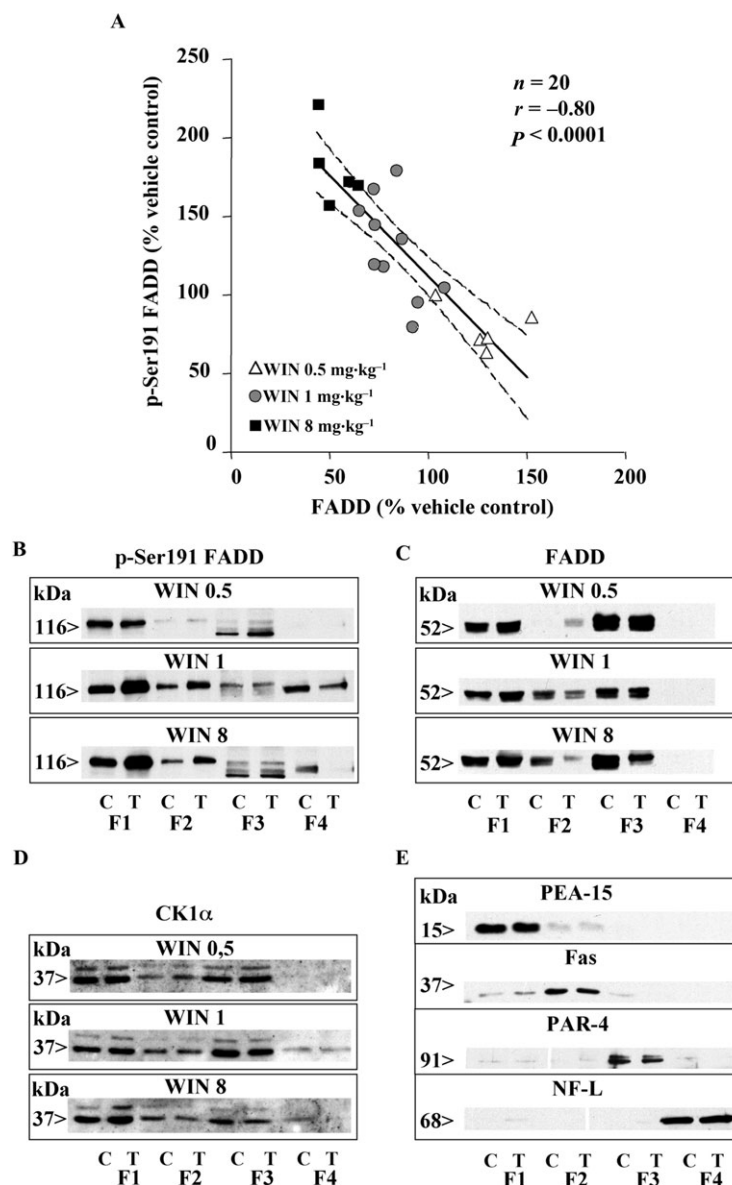 A
p-Ser191 FADD (% vehicle control)
250
200
150
100
50
0
n = 20
r = –0.80
P < 0.0001
WIN 0.5 mg·kg⁻¹
WIN 1 mg·kg⁻¹
WIN 8 mg·kg⁻¹
0 50 100 150 200
FADD (% vehicle control)
B
p-Ser191 FADD
kDa
WIN 0.5
116>
WIN 1
116>
WIN 8
116>
C T C T C T C T
F1 F2 F3 F4
C
FADD
kDa
WIN 0.5
52>
WIN 1
52>
WIN 8
52>
C T C T C T C T
F1 F2 F3 F4
D
CK1α
kDa
WIN 0,5
37>
kDa
WIN 1
37>
kDa
WIN 8
37>
C T C T C T C T
F1 F2 F3 F4
E
kDa
PEA-15
15>
Fas
37>
PAR-4
91>
NF-L
68>
C T C T C T C T
F1 F2 F3 F4